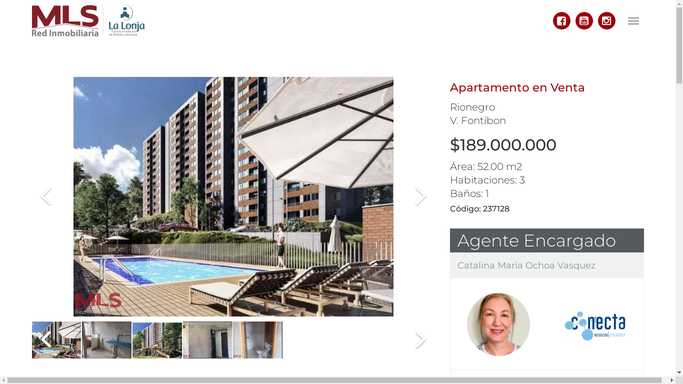 MLS
Red Inmobiliaria
La Lonja
Apartamento en Venta
Rionegro
V. Fontibon
$189.000.000
Área: 52.00 m2
Habitaciones: 3
Baños: 1
Código: 237128
Agente Encargado
Catalina Maria Ochoa Vasquez
MLS
conecta